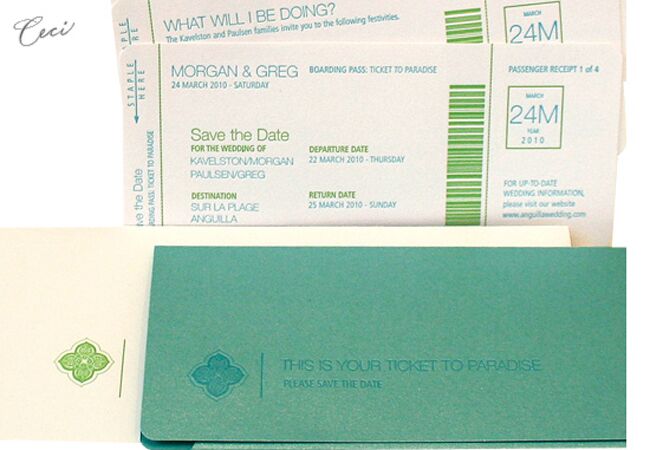 Ceci
WHAT WILL I BE DOING?
The Kavelston and Paulsen families invite you to the following festivities.
MARCH
24M
STAPLE
HERE
MORGAN & GREG
24 MARCH 2010 - SATURDAY
BOARDING PASS: TICKET TO PARADISE
PASSENGER RECEIPT 1 of 4
MARCH
24M
YEAR
2010
Save the Date
FOR THE WEDDING OF
KAVELSTON/MORGAN
PAULSEN/GREG
DEPARTURE DATE
22 MARCH 2010 - THURSDAY
DESTINATION
SUR LA PLAGE
ANGUILLA
RETURN DATE
25 MARCH 2010 - SUNDAY
FOR UP-TO-DATE
WEDDING INFORMATION,
please visit our website
www.anguillawedding.com
Save the Date
BOARDING PASS: TICKET TO PARADISE
THIS IS YOUR TICKET TO PARADISE
PLEASE SAVE THE DATE